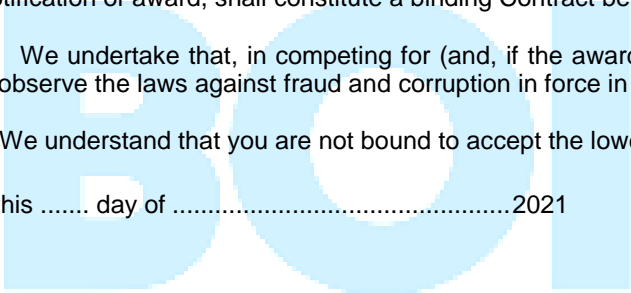 tification of award, shall constitute a binding Contract be
We undertake that, in competing for (and, if the award
observe the laws against fraud and corruption in force in
We understand that you are not bound to accept the lowe
his ....... day of ........................................................2021
BO